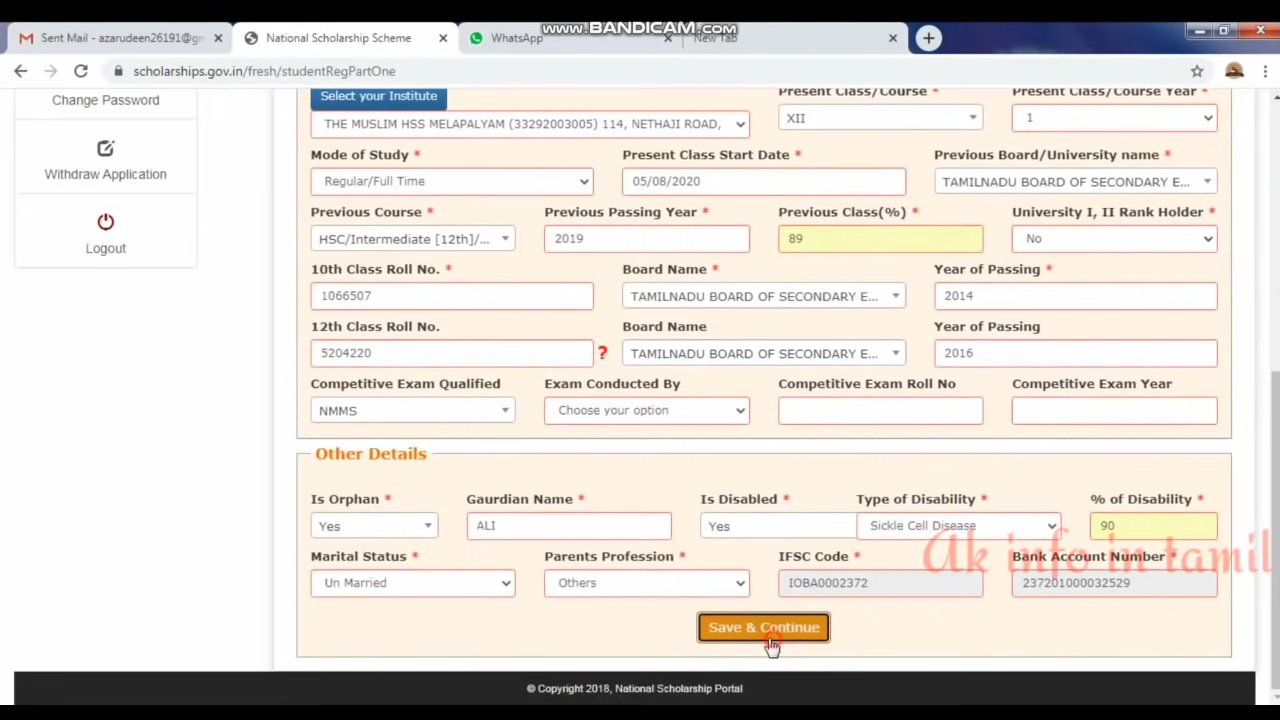 www.BANDICAM.com
Sent Mail - azarudeen26191@gm
National Scholarship Scheme
WhatsApp
New Tab
scholarships.gov.in/fresh/studentRegPartOne
Change Password
Withdraw Application
Logout
Select your Institute
Present Class/Course *
Present Class/Course Year *
THE MUSLIM HSS MELAPALYAM (33292003005) 114, NETHAJI ROAD,
XII
1
Mode of Study *
Present Class Start Date *
Previous Board/University name *
Regular/Full Time
05/08/2020
TAMILNADU BOARD OF SECONDARY E...
Previous Course *
Previous Passing Year *
Previous Class(%) *
University I, II Rank Holder *
HSC/Intermediate [12th]/...
2019
89
No
10th Class Roll No. *
Board Name *
Year of Passing *
1066507
TAMILNADU BOARD OF SECONDARY E...
2014
12th Class Roll No.
Board Name
Year of Passing
5204220
?
TAMILNADU BOARD OF SECONDARY E...
2016
Competitive Exam Qualified
Exam Conducted By
Competitive Exam Roll No
Competitive Exam Year
NMMS
Choose your option
Other Details
Is Orphan *
Gaurdian Name *
Is Disabled *
Type of Disability *
% of Disability *
Yes
ALI
Yes
Sickle Cell Disease
90
Ak info in tamil
Marital Status *
Parents Profession *
IFSC Code *
Bank Account Number *
Un Married
Others
IOBA0002372
237201000032529
Save & Continue
© Copyright 2018, National Scholarship Portal